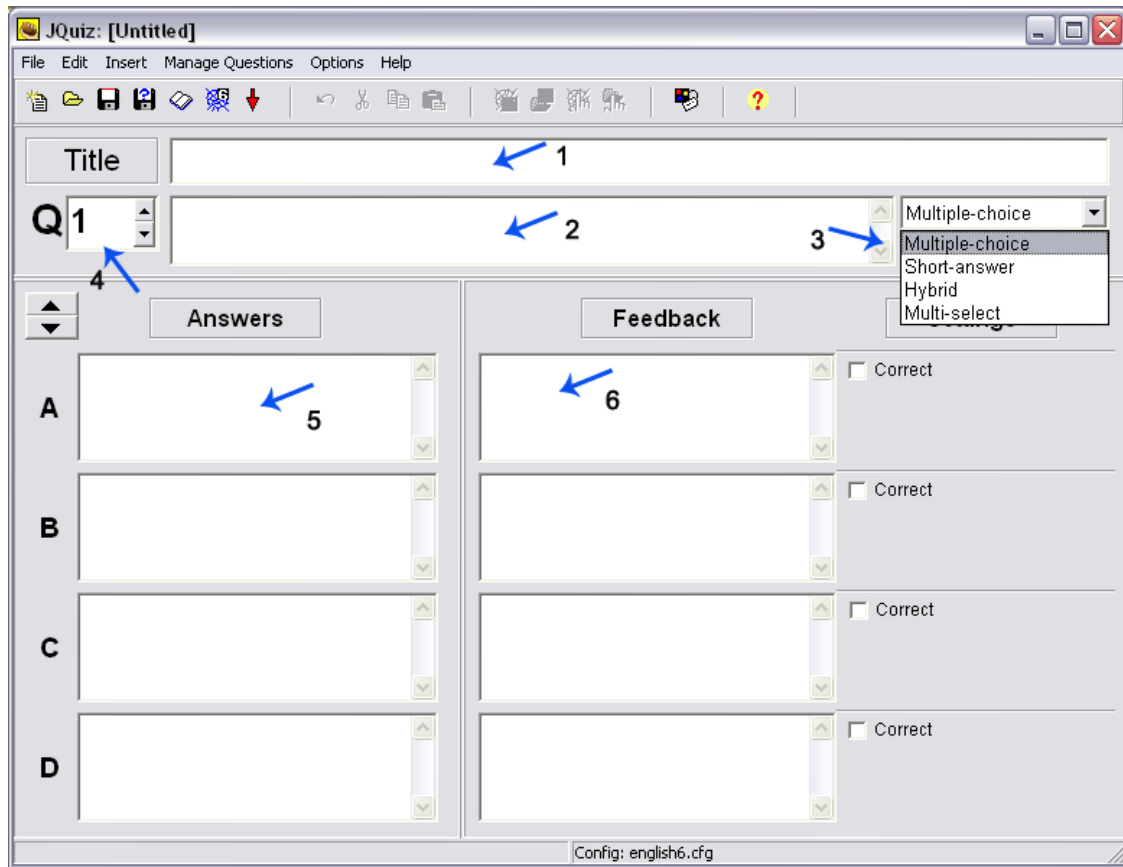 JQuiz: [Untitled]
File Edit Insert Manage Questions Options Help
Title
1
Q 1
2
3
4
Multiple-choice
Multiple-choice
Short-answer
Hybrid
Multi-select
Answers
Feedback
A
5
6
Correct
B
Correct
C
Correct
D
Correct
Config: english6.cfg